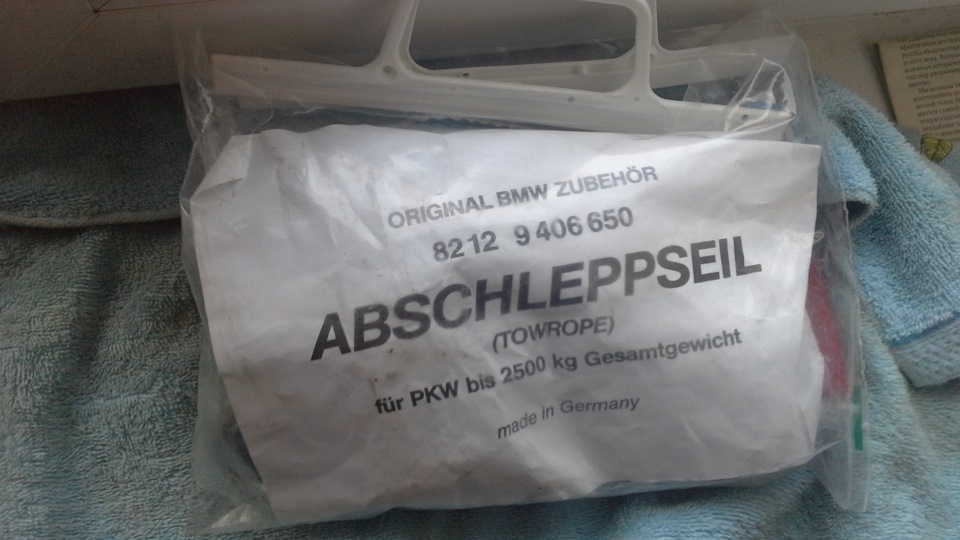 ORIGINAL BMW ZUBEHÖR
82 12 9 406 650
ABSCHLEPPSEIL
(TOWROPE)
für PKW bis 2500 kg Gesamtgewicht
made in Germany